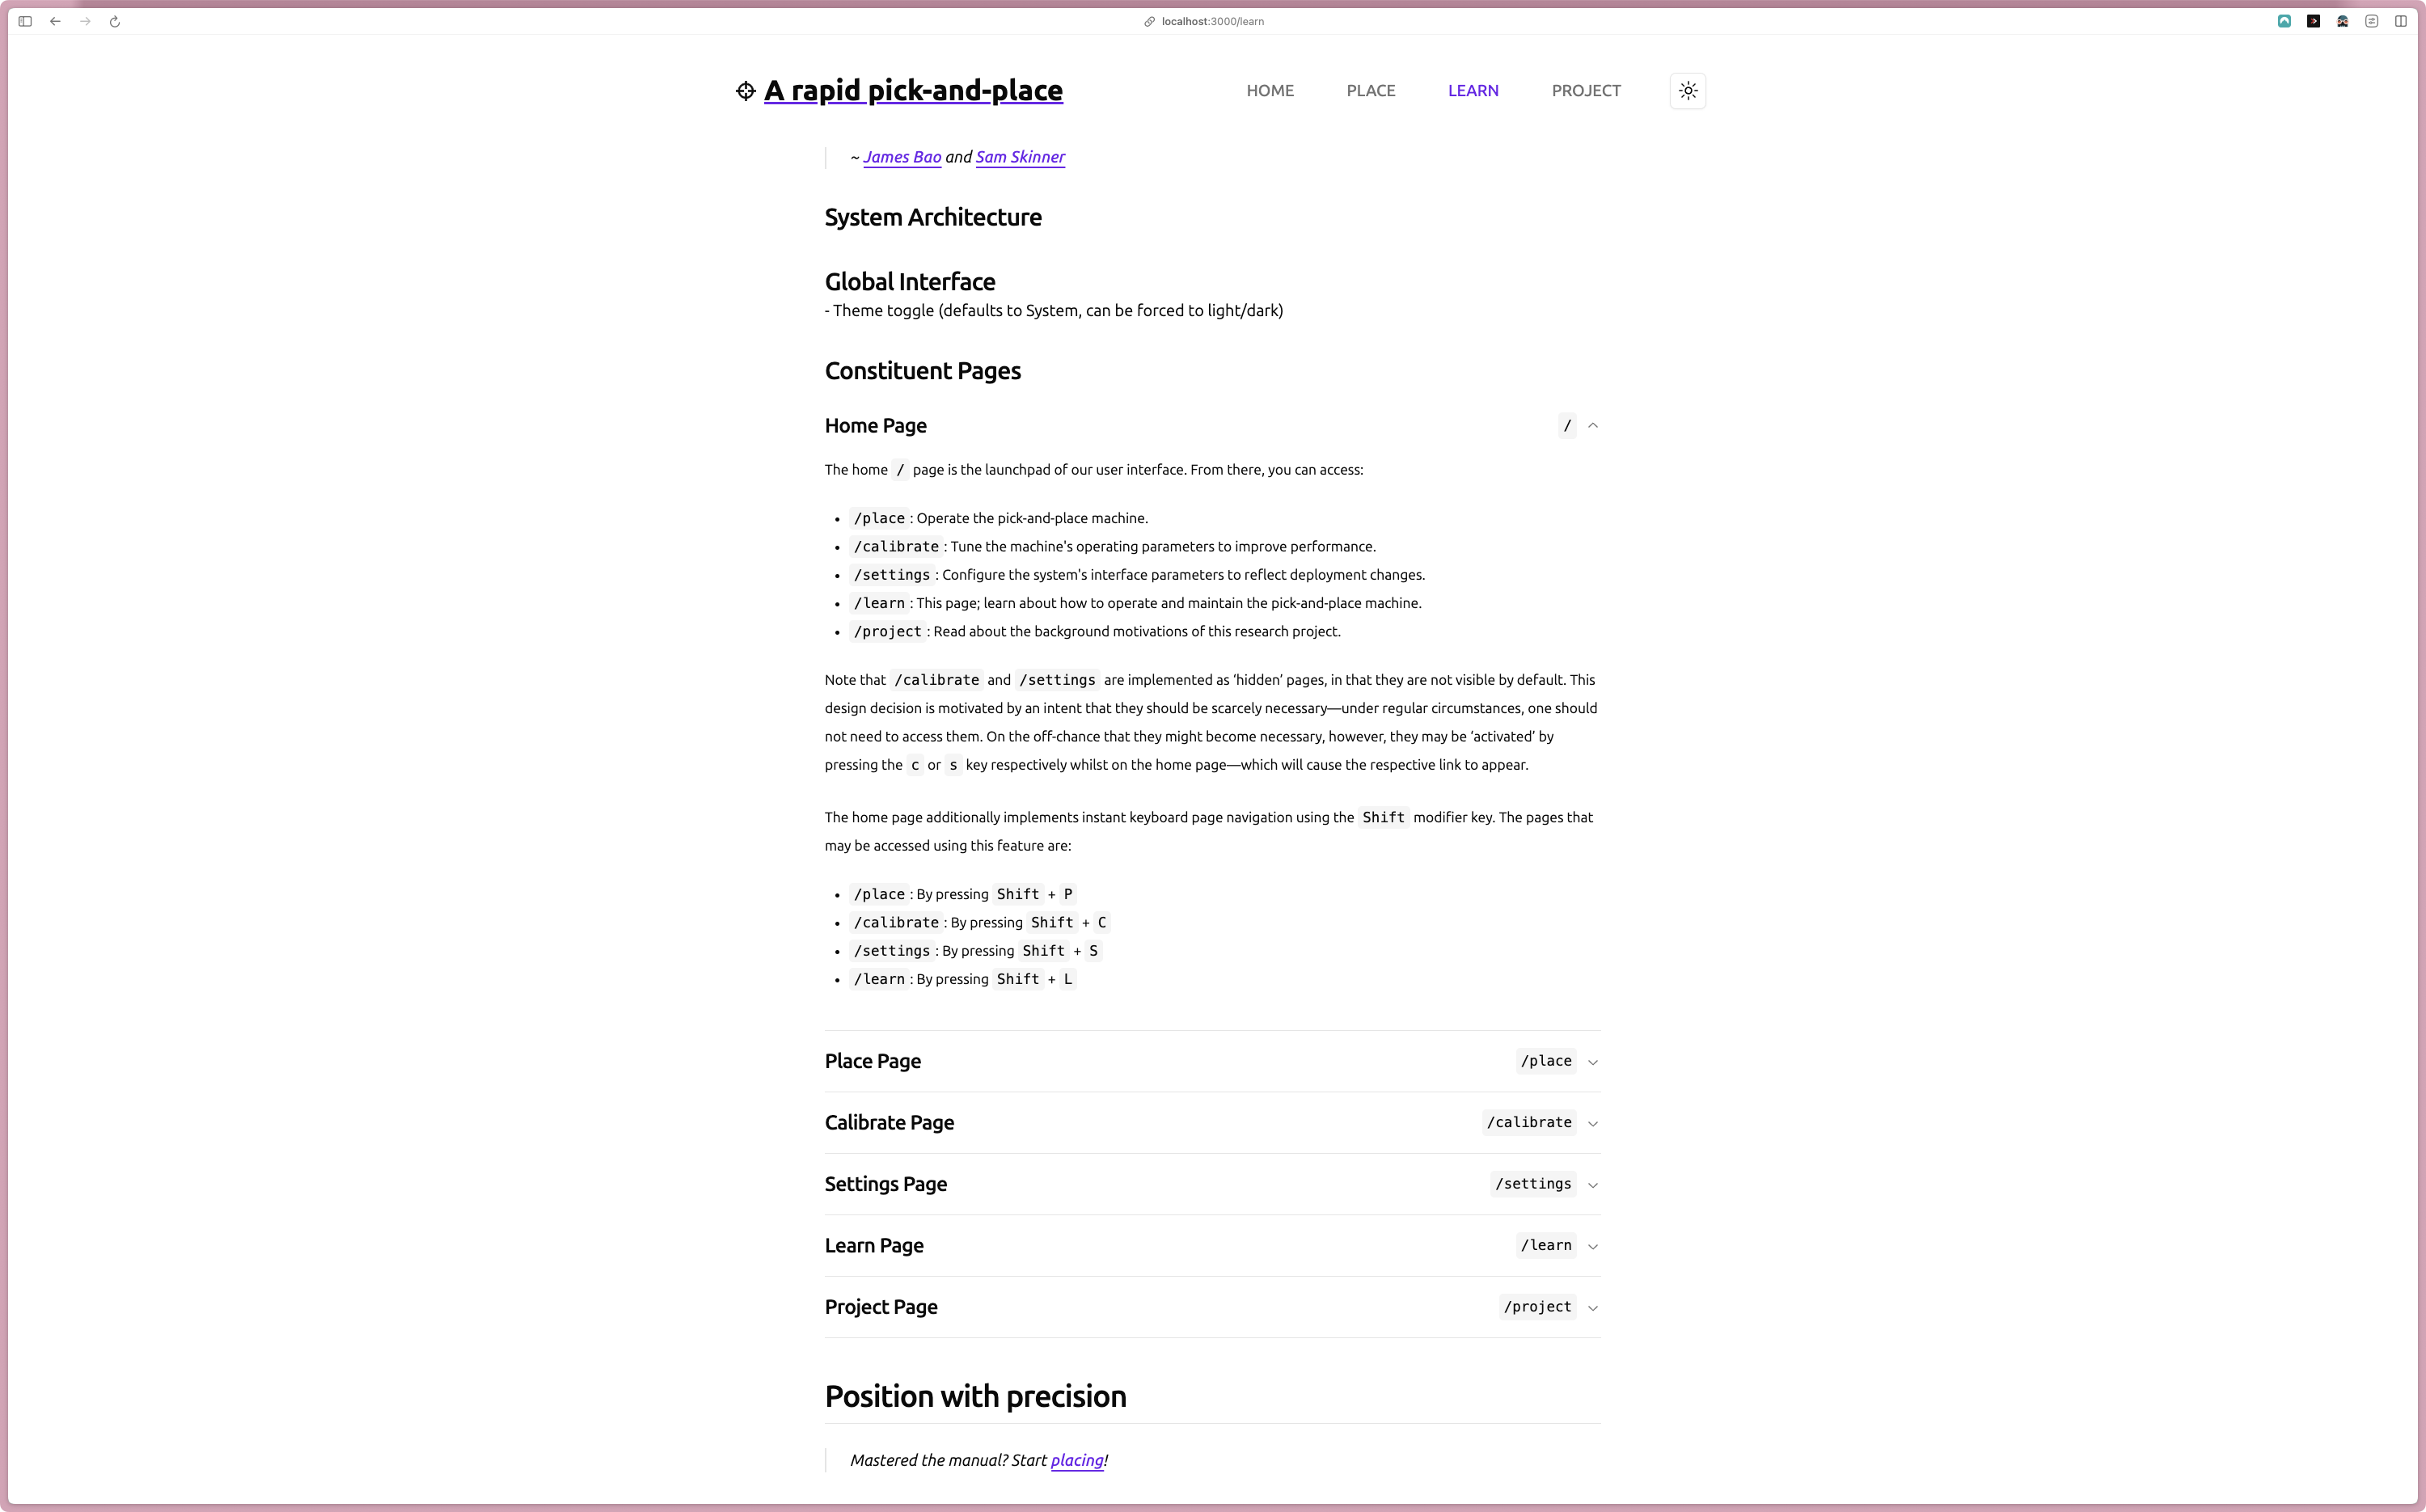 localhost:3000/learn
A rapid pick-and-place
HOME PLACE LEARN PROJECT
~ James Bao and Sam Skinner
System Architecture
Global Interface
- Theme toggle (defaults to System, can be forced to light/dark)
Constituent Pages
Home Page /
The home / page is the launchpad of our user interface. From there, you can access:
• /place : Operate the pick-and-place machine.
• /calibrate : Tune the machine's operating parameters to improve performance.
• /settings : Configure the system's interface parameters to reflect deployment changes.
• /learn : This page; learn about how to operate and maintain the pick-and-place machine.
• /project : Read about the background motivations of this research project.
Note that /calibrate and /settings are implemented as ‘hidden’ pages, in that they are not visible by default. This
design decision is motivated by an intent that they should be scarcely necessary—under regular circumstances, one should
not need to access them. On the off-chance that they might become necessary, however, they may be ‘activated’ by
pressing the c or s key respectively whilst on the home page—which will cause the respective link to appear.
The home page additionally implements instant keyboard page navigation using the Shift modifier key. The pages that
may be accessed using this feature are:
• /place : By pressing Shift + P
• /calibrate : By pressing Shift + C
• /settings : By pressing Shift + S
• /learn : By pressing Shift + L
Place Page /place
Calibrate Page /calibrate
Settings Page /settings
Learn Page /learn
Project Page /project
Position with precision
Mastered the manual? Start placing!